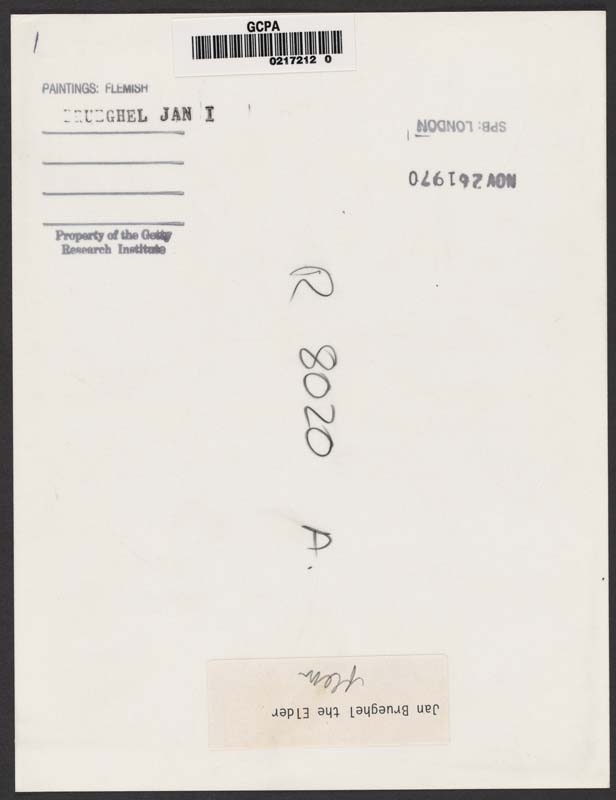 GCPA
0217212 0
PAINTINGS: FLEMISH
BRUEGHEL JAN I
Property of the Getty
Research Institute
SPB: LONDON
NOV 26 1970
R 8020 A.
flem
Jan Brueghel the Elder